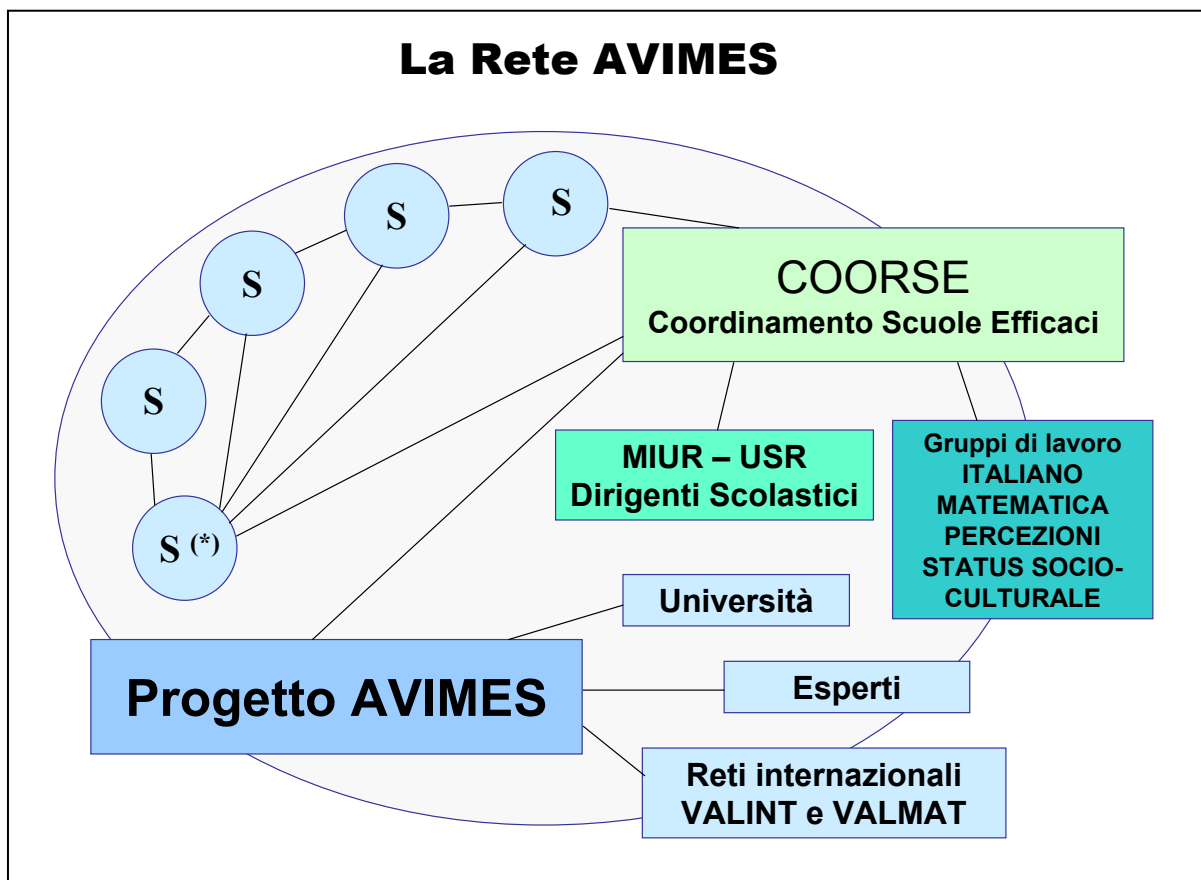 La Rete AVIMES
S
S
S
S
S (*)
COORSE
Coordinamento Scuole Efficaci
MIUR – USR
Dirigenti Scolastici
Gruppi di lavoro
ITALIANO
MATEMATICA
PERCEZIONI
STATUS SOCIO-
CULTURALE
Università
Progetto AVIMES
Esperti
Reti internazionali
VALINT e VALMAT